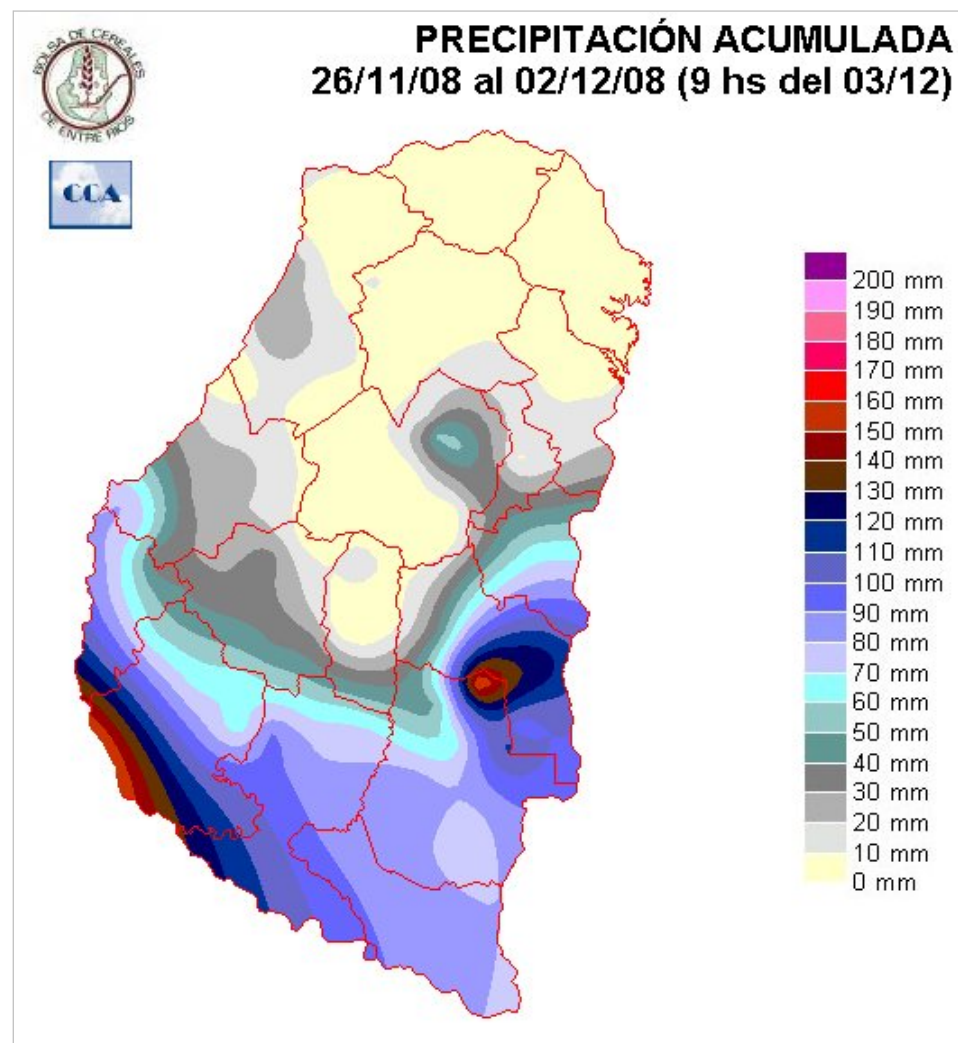 BOLSA DE CEREALES
DE ENTRE RIOS
CCA
PRECIPITACIÓN ACUMULADA
26/11/08 al 02/12/08 (9 hs del 03/12)
200 mm
190 mm
180 mm
170 mm
160 mm
150 mm
140 mm
130 mm
120 mm
110 mm
100 mm
90 mm
80 mm
70 mm
60 mm
50 mm
40 mm
30 mm
20 mm
10 mm
0 mm